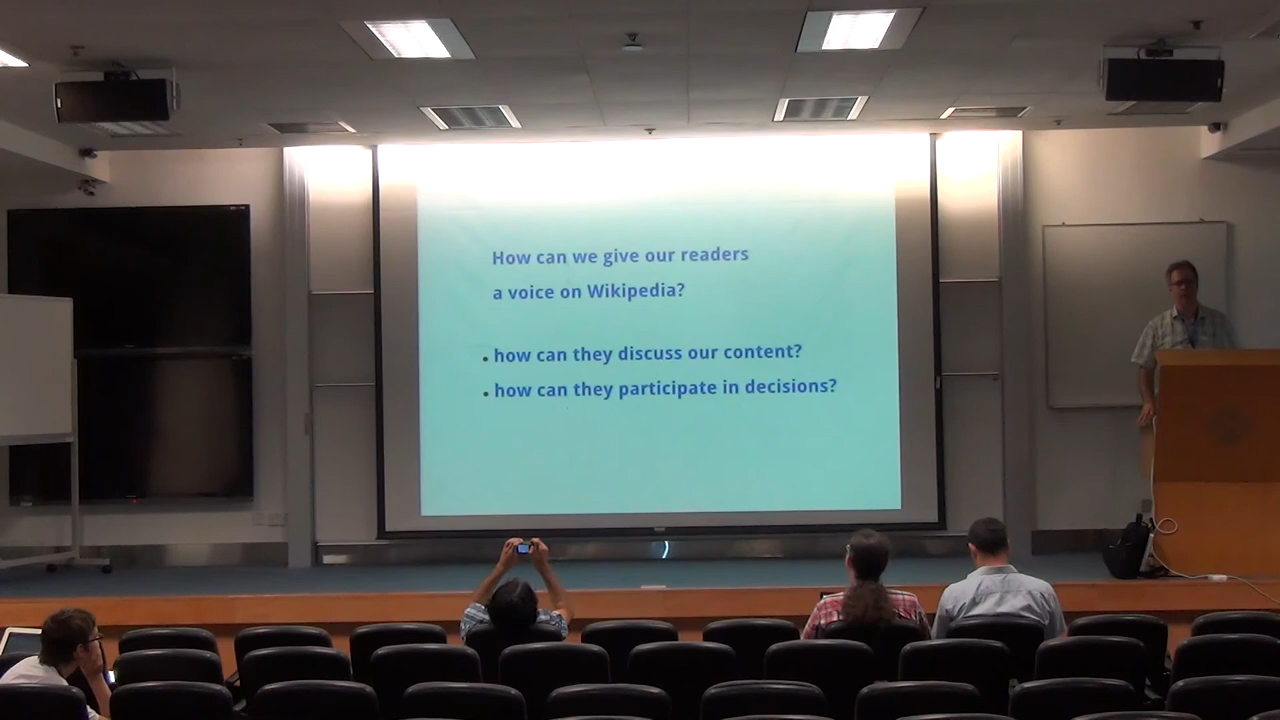 How can we give our readers
a voice on Wikipedia?
how can they discuss our content?
how can they participate in decisions?